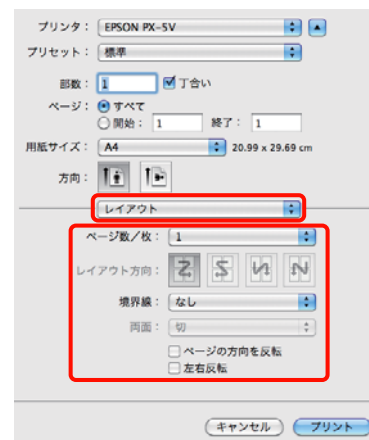 プリンタ： EPSON PX-5V
プリセット： 標準
部数： 1 丁合い
ページ： すべて
開始： 1 終了： 1
用紙サイズ： A4 20.99 x 29.69 cm
方向：
レイアウト
ページ数／枚： 1
レイアウト方向：
境界線： なし
両面： 切
ページの方向を反転
左右反転
キャンセル プリント